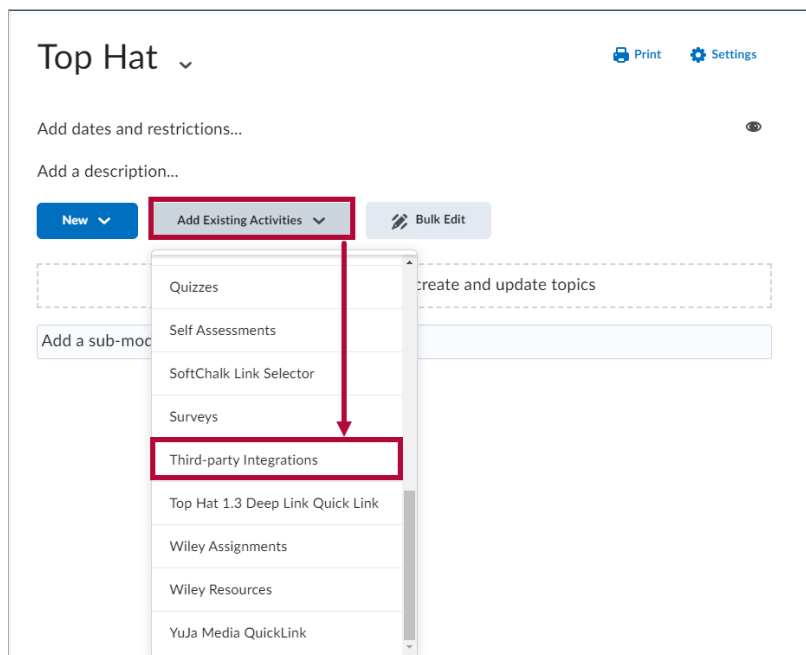 Top Hat
Print
Settings
Add dates and restrictions...
Add a description...
New
Add Existing Activities
Bulk Edit
create and update topics
Add a sub-mod
Quizzes
Self Assessments
SoftChalk Link Selector
Surveys
Third-party Integrations
Top Hat 1.3 Deep Link Quick Link
Wiley Assignments
Wiley Resources
YuJa Media QuickLink